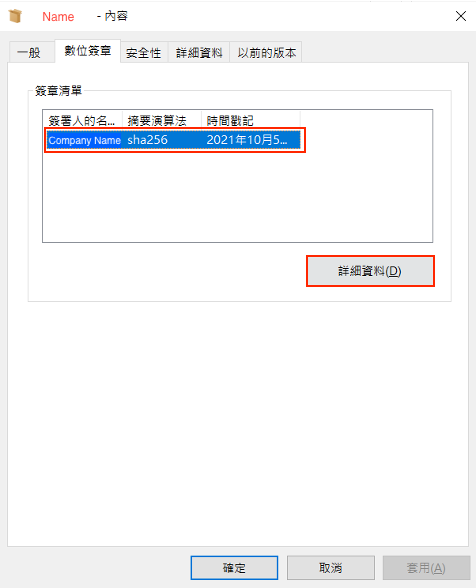 Name - 內容
一般 數位簽章 安全性 詳細資料 以前的版本
簽章清單
簽署人的名... 摘要演算法 時間戳記
Company Name sha256 2021年10月5...
詳細資料(D)
確定 取消 套用(A)